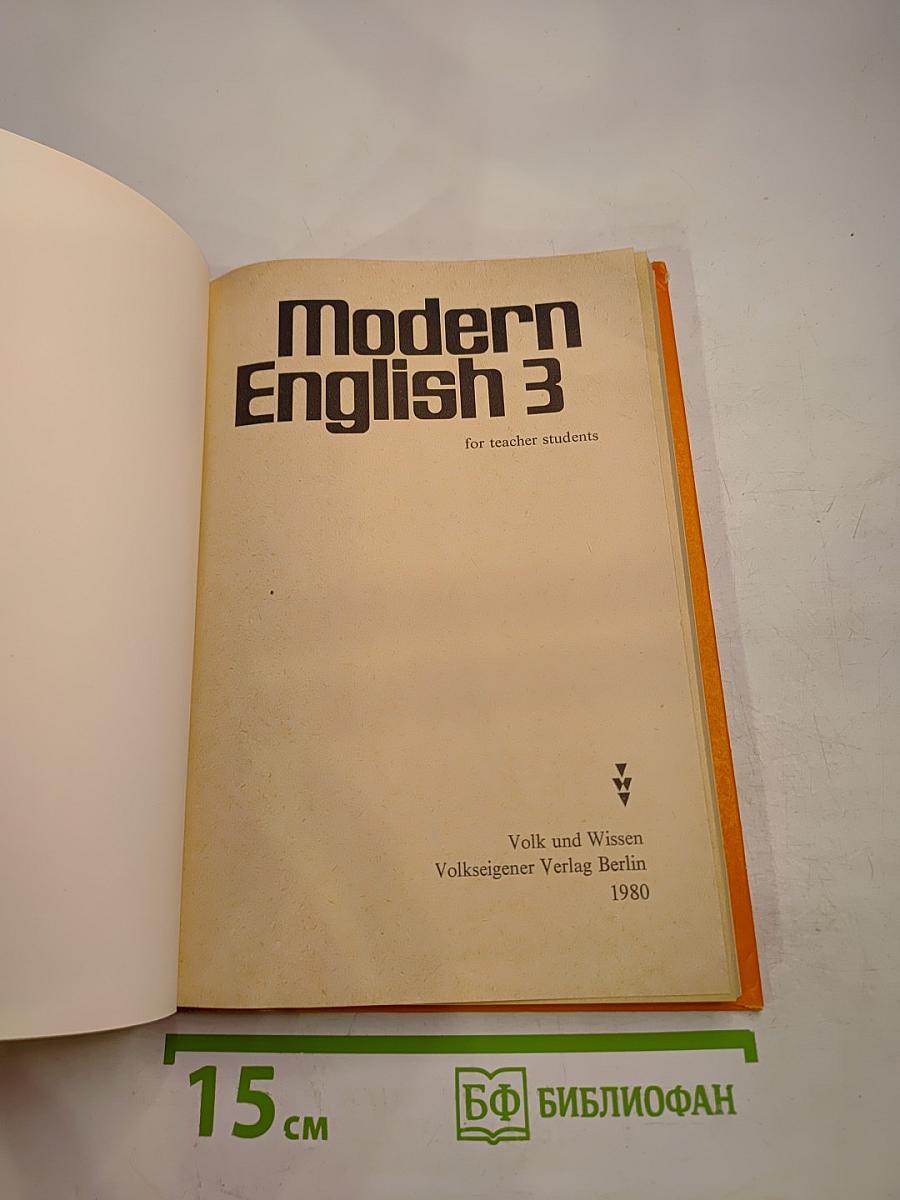 Modern
English 3
for teacher students
Volk und Wissen
Volkseigener Verlag Berlin
1980
15 см
БФ БИБЛИОФАН